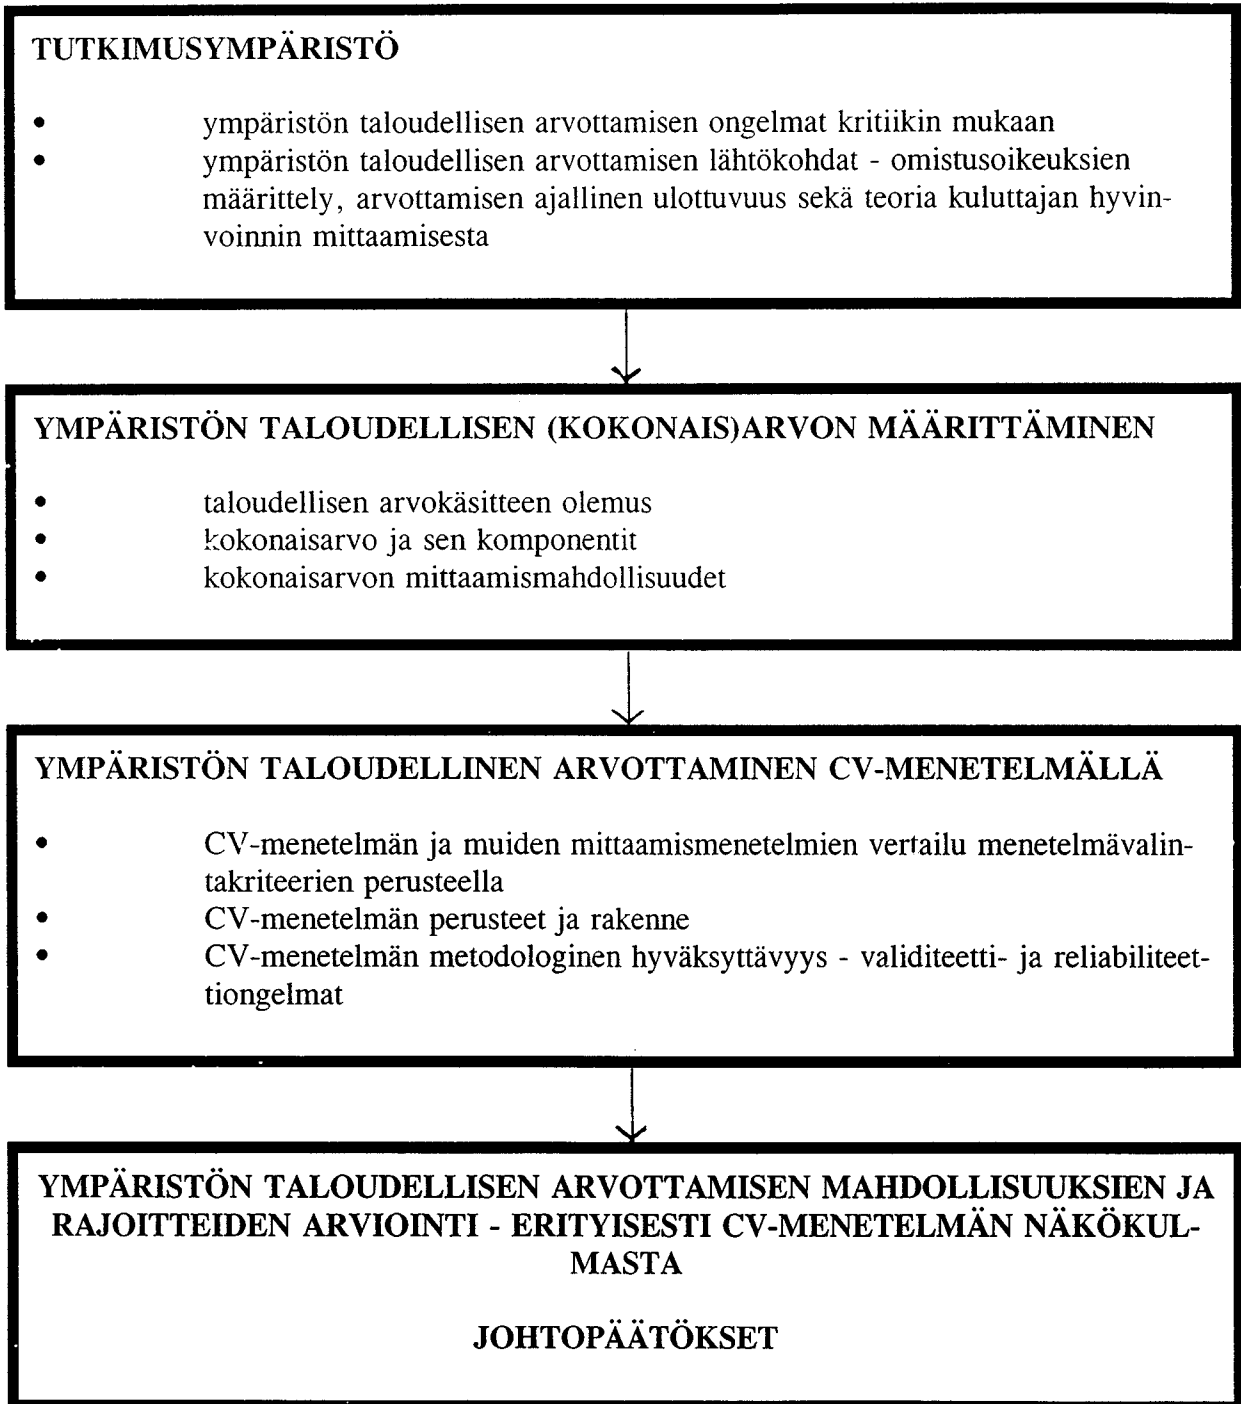 TUTKIMUSYMPÄRISTÖ
• ympäristön taloudellisen arvottamisen ongelmat kritiikin mukaan
• ympäristön taloudellisen arvottamisen lähtökohdat - omistusoikeuksien
määrittely, arvottamisen ajallinen ulottuvuus sekä teoria kuluttajan hyvin-
voinnin mittaamisesta
YMPÄRISTÖN TALOUDELLISEN (KOKONAIS)ARVON MÄÄRITTÄMINEN
• taloudellisen arvokäsitteen olemus
• kokonaisarvo ja sen komponentit
• kokonaisarvon mittaamismahdollisuudet
YMPÄRISTÖN TALOUDELLINEN ARVOTTAMINEN CV-MENETELMÄLLÄ
• CV-menetelmän ja muiden mittaamismenetelmien vertailu menetelmävalin-
takriteerien perusteella
• CV-menetelmän perusteet ja rakenne
• CV-menetelmän metodologinen hyväksyttävyys - validiteetti- ja reliabiliteet-
tiongelmat
YMPÄRISTÖN TALOUDELLISEN ARVOTTAMISEN MAHDOLLISUUKSIEN JA
RAJOITTEIDEN ARVIOINTI - ERITYISESTI CV-MENETELMÄN NÄKÖKUL-
MASTA
JOHTOPÄÄTÖKSET